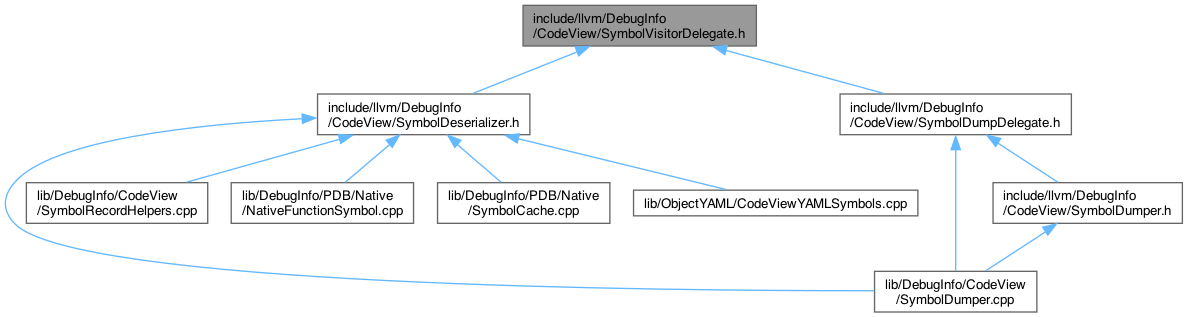 include/llvm/DebugInfo
/CodeView/SymbolVisitorDelegate.h
include/llvm/DebugInfo
/CodeView/SymbolDeserializer.h
include/llvm/DebugInfo
/CodeView/SymbolDumpDelegate.h
lib/DebugInfo/CodeView
/SymbolRecordHelpers.cpp
lib/DebugInfo/PDB/Native
/NativeFunctionSymbol.cpp
lib/DebugInfo/PDB/Native
/SymbolCache.cpp
lib/ObjectYAML/CodeViewYAMLSymbols.cpp
include/llvm/DebugInfo
/CodeView/SymbolDumper.h
lib/DebugInfo/CodeView
/SymbolDumper.cpp